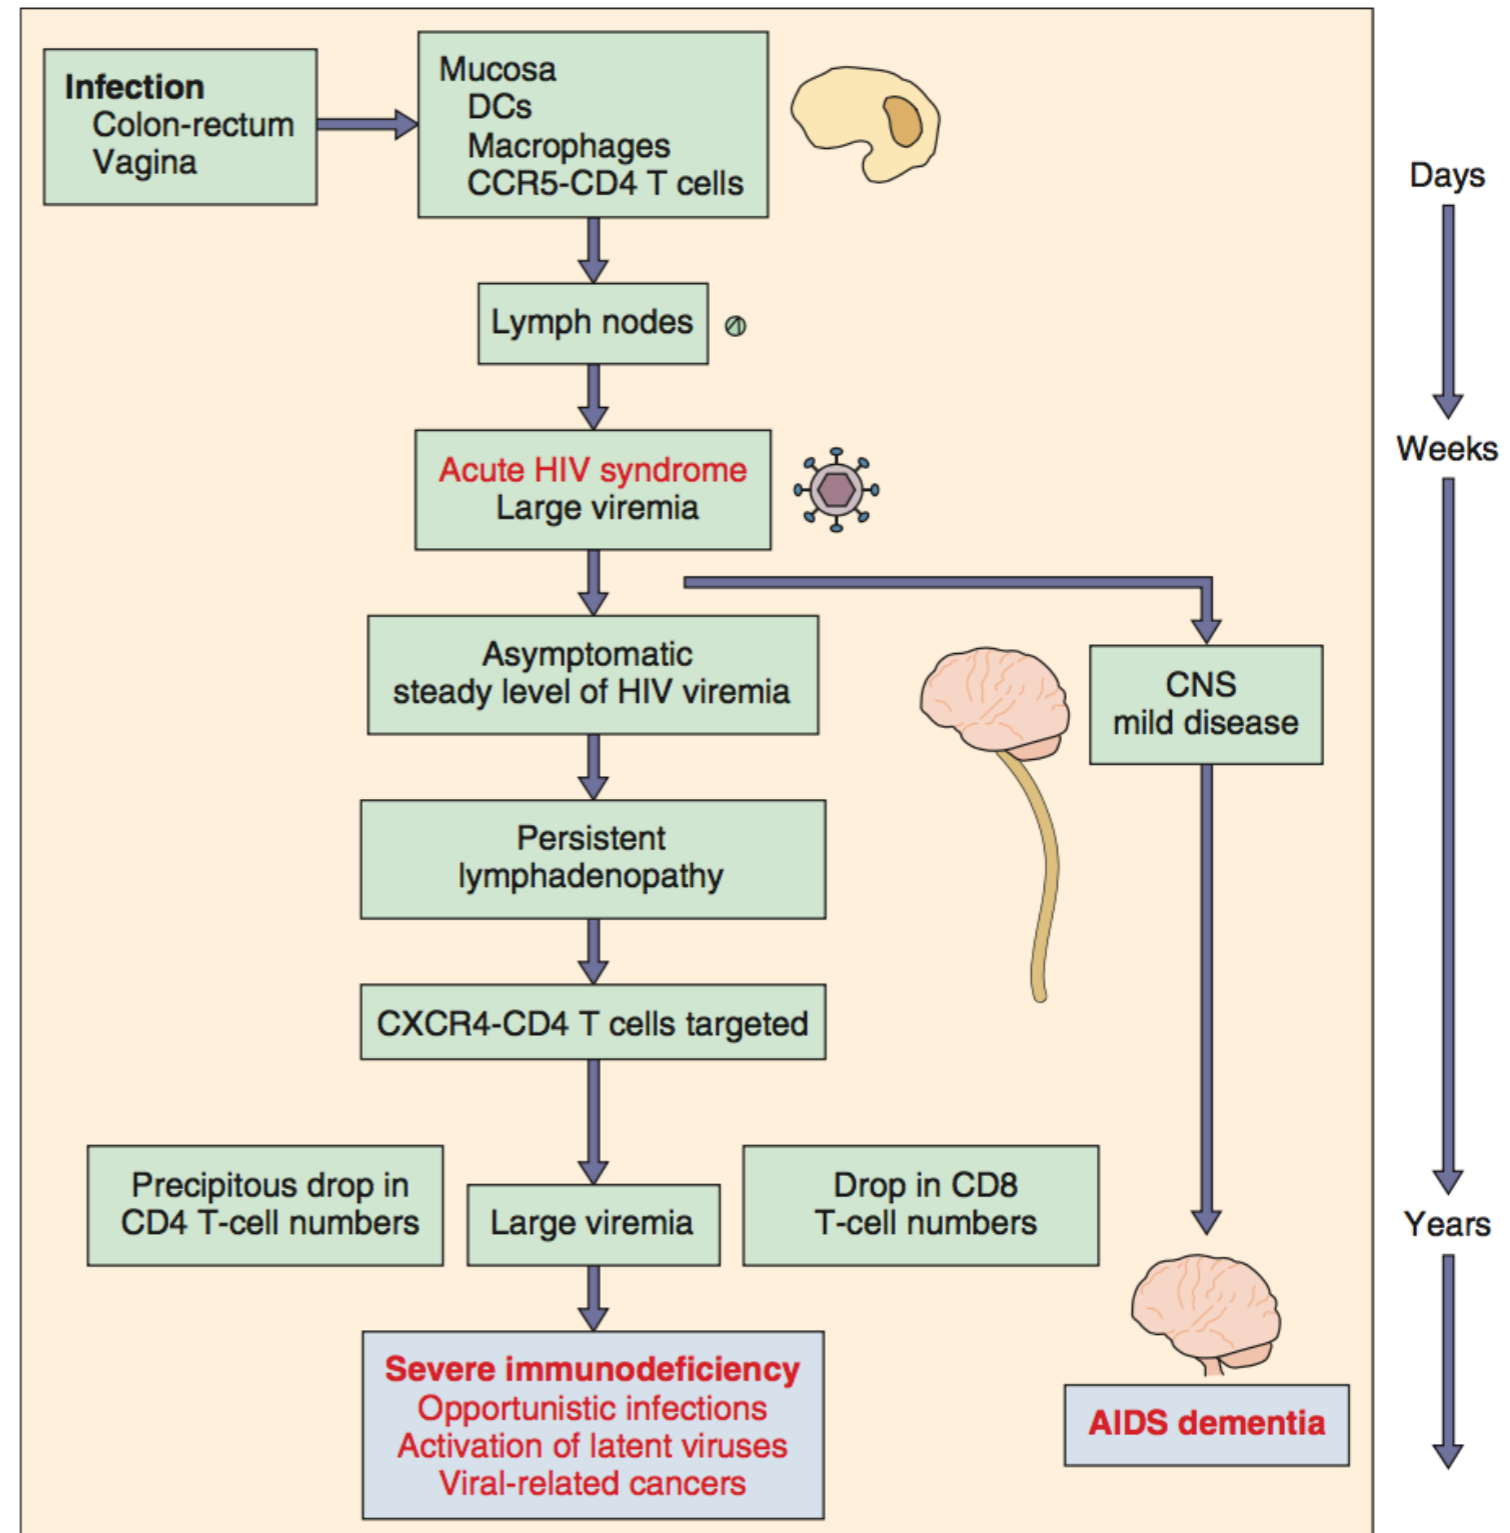 Infection
Colon-rectum
Vagina
Mucosa
DCs
Macrophages
CCR5-CD4 T cells
Days
Lymph nodes
Weeks
Acute HIV syndrome
Large viremia
Asymptomatic
steady level of HIV viremia
CNS
mild disease
Persistent
lymphadenopathy
CXCR4-CD4 T cells targeted
Precipitous drop in
CD4 T-cell numbers
Large viremia
Drop in CD8
T-cell numbers
Years
Severe immunodeficiency
Opportunistic infections
Activation of latent viruses
Viral-related cancers
AIDS dementia